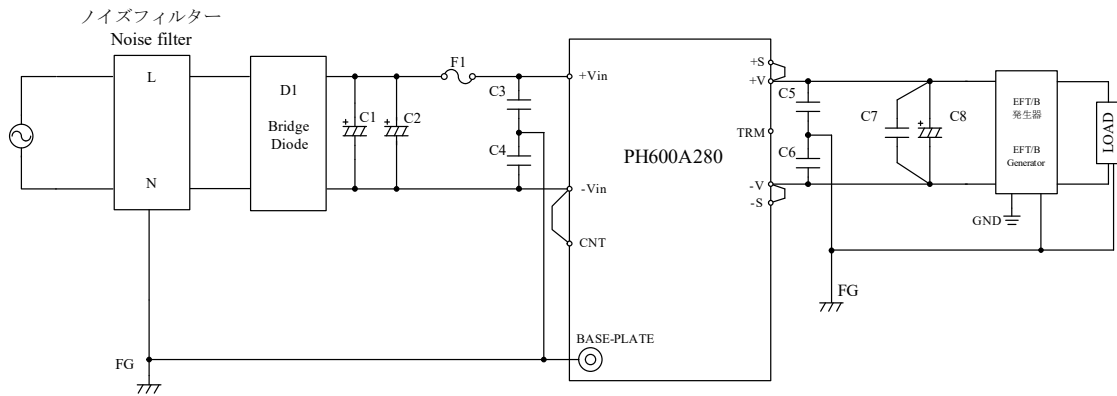 ノイズフィルター
Noise filter
L
N
D1
Bridge
Diode
C1
C2
F1
C3
C4
+Vin
-Vin
CNT
BASE-PLATE
FG
PH600A280
+S
+V
TRM
-V
-S
C5
C6
C7
C8
EFT/B
発生器
EFT/B
Generator
LOAD
GND
FG